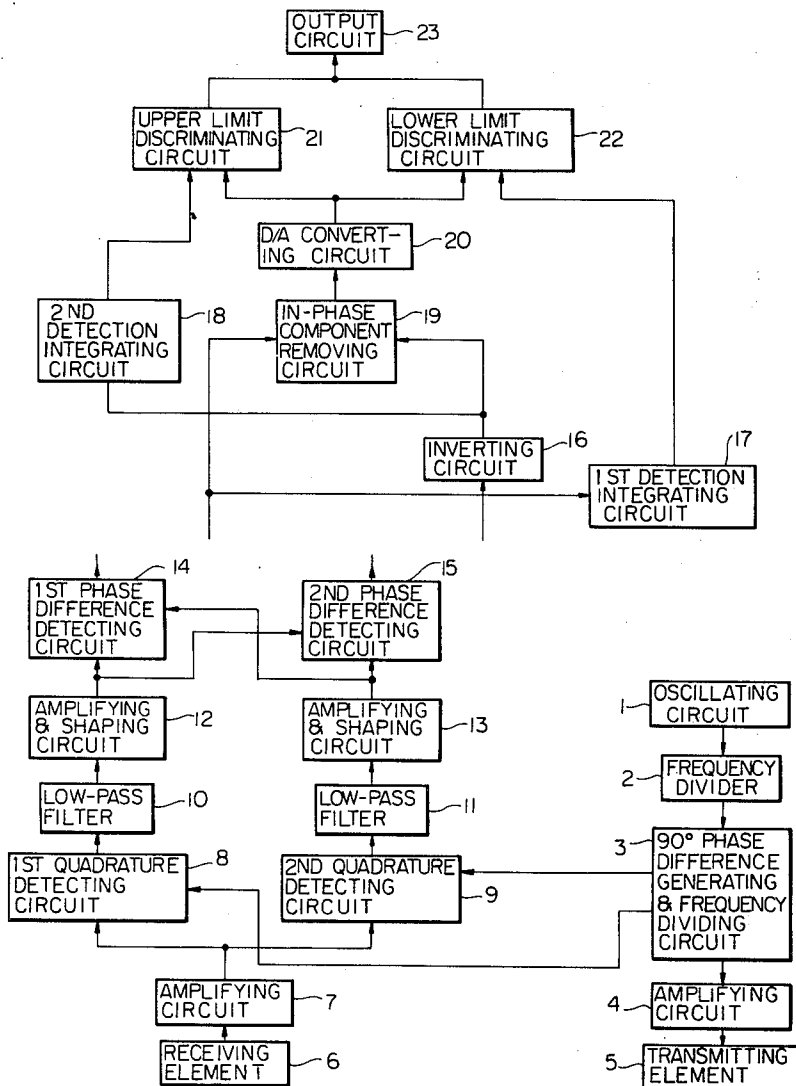 OUTPUT
CIRCUIT
23
UPPER LIMIT
DISCRIMINATING
CIRCUIT
21
LOWER LIMIT
DISCRIMINATING
CIRCUIT
22
D/A CONVERT-
ING CIRCUIT
20
2ND
DETECTION
INTEGRATING
CIRCUIT
18
IN-PHASE
COMPONENT
REMOVING
CIRCUIT
19
INVERTING
CIRCUIT
16
1ST DETECTION
INTEGRATING
CIRCUIT
17
1ST PHASE
DIFFERENCE
DETECTING
CIRCUIT
14
2ND PHASE
DIFFERENCE
DETECTING
CIRCUIT
15
AMPLIFYING
& SHAPING
CIRCUIT
12
AMPLIFYING
& SHAPING
CIRCUIT
13
1
OSCILLATING
CIRCUIT
2
FREQUENCY
DIVIDER
LOW-PASS
FILTER
10
LOW-PASS
FILTER
11
3
90° PHASE
DIFFERENCE
GENERATING
& FREQUENCY
DIVIDING
CIRCUIT
1ST QUADRATURE
DETECTING
CIRCUIT
8
2ND QUADRATURE
DETECTING
CIRCUIT
9
AMPLIFYING
CIRCUIT
7
4
AMPLIFYING
CIRCUIT
RECEIVING
ELEMENT
6
5
TRANSMITTING
ELEMENT